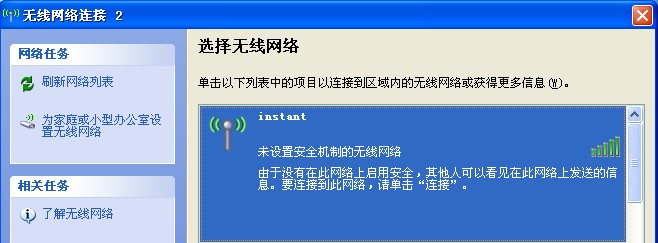 无线网络连接 2
网络任务
刷新网络列表
为家庭或小型办公室设
置无线网络
相关任务
了解无线网络
选择无线网络
单击以下列表中的项目以连接到区域内的无线网络或获得更多信息(W)。
instant
未设置安全机制的无线网络
由于没有在此网络上启用安全，其他人可以看见在此网络上发送的信
息。要连接到此网络，请单击“连接”。